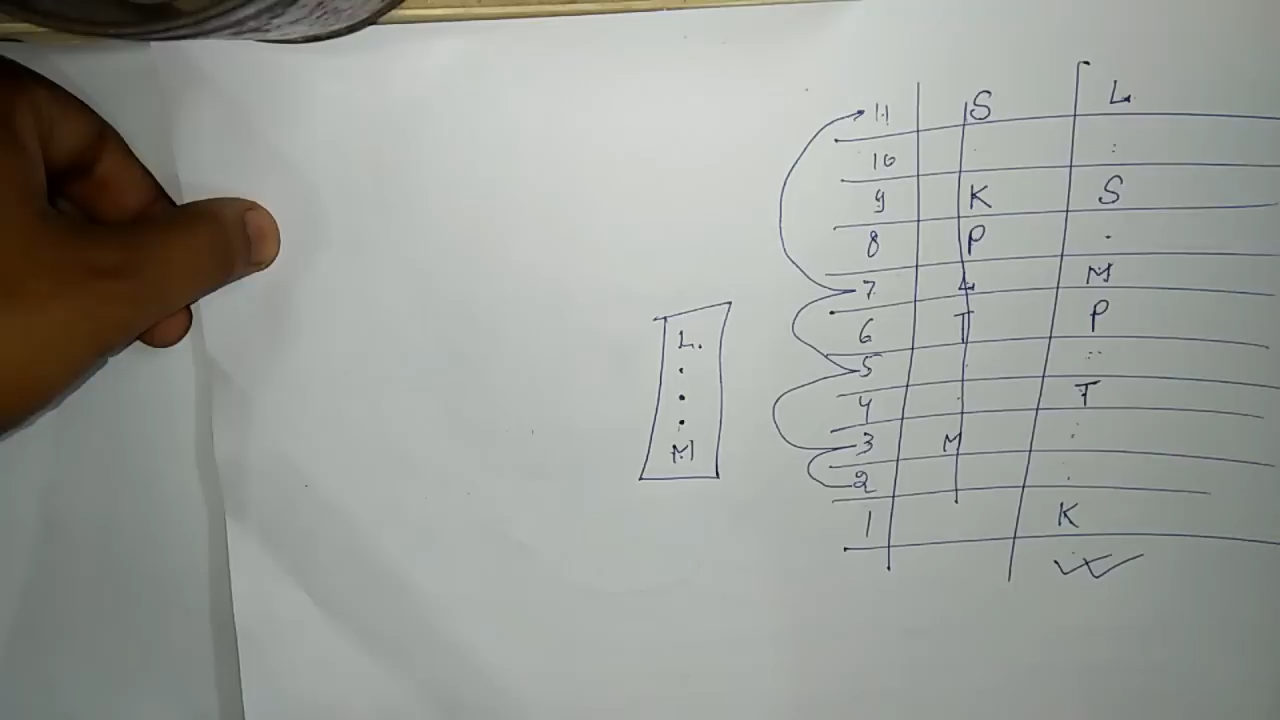 11 S L
10 . :
9 K S
8 P .
7 L M
6 T P
5 . ::
4 . T
3 M :
2 .
1 K
L.
.
.
.
M